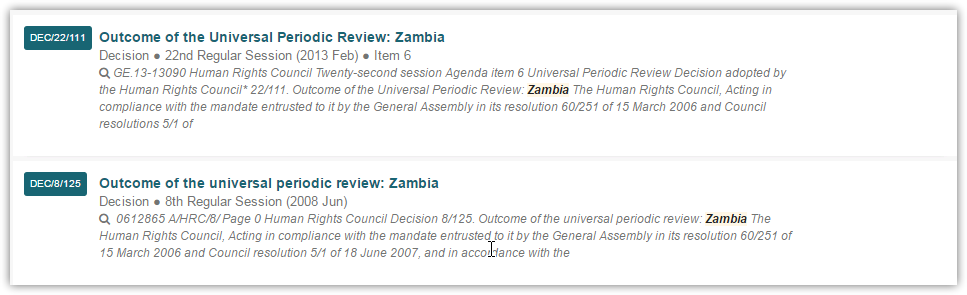 DEC/22/111
Outcome of the Universal Periodic Review: Zambia
Decision ● 22nd Regular Session (2013 Feb) ● Item 6
GE.13-13090 Human Rights Council Twenty-second session Agenda item 6 Universal Periodic Review Decision adopted by
the Human Rights Council* 22/111. Outcome of the Universal Periodic Review: Zambia The Human Rights Council, Acting in
compliance with the mandate entrusted to it by the General Assembly in its resolution 60/251 of 15 March 2006 and Council
resolutions 5/1 of
DEC/8/125
Outcome of the universal periodic review: Zambia
Decision ● 8th Regular Session (2008 Jun)
0612865 A/HRC/8/ Page 0 Human Rights Council Decision 8/125. Outcome of the universal periodic review: Zambia The
Human Rights Council, Acting in compliance with the mandate entrusted to it by the General Assembly in its resolution 60/251 of
15 March 2006 and Council resolution 5/1 of 18 June 2007, and in accordance with the